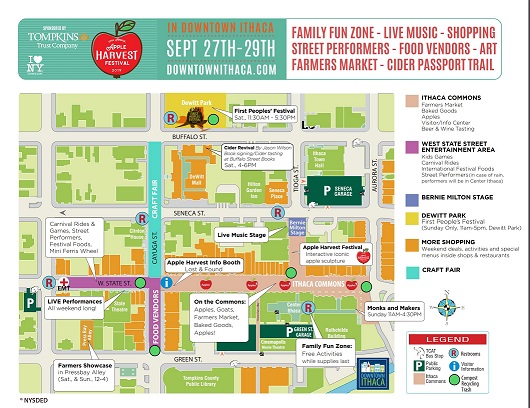 SPONSORED BY
TOMPKINS
Trust Company
I NY
Apple
HARVEST
FESTIVAL
2019
IN DOWNTOWN ITHACA
SEPT 27TH-29TH
DOWNTOWNITHACA.COM
FAMILY FUN ZONE - LIVE MUSIC - SHOPPING
STREET PERFORMERS - FOOD VENDORS - ART
FARMERS MARKET - CIDER PASSPORT TRAIL
Dewitt Park
First Peoples' Festival
Sat., 11:30AM - 5:30PM
BUFFALO ST.
Cider Revival By Jason Wilson
Book signing/Cider tasting
at Buffalo Street Books
Sat., 4-6PM
Dewitt
Mall
Hilton
Garden
Inn
Seneca
Place
Ithaca
Town
Hall
P SENECA
GARAGE
TIOGA ST.
AURORA ST.
CRAFT FAIR
CAYUGA ST.
SENECA ST.
Carnival Rides &
Games, Street
Performers,
Festival Foods,
Mini Ferris Wheel
Clinton
House
Live Music Stage
Bernie
Milton
Stage
Apple Harvest Festival
Interactive iconic
apple sculpture
Apple Harvest Info Booth
Lost & Found
EMT
W. STATE ST.
ITHACA COMMONS
LIVE Performances
All weekend long!
State
Theatre
FOOD VENDORS
On the Commons:
Apples, Goats,
Farmers Market,
Baked Goods,
Apples!
Center
Ithaca
Monks and Makers
Sunday 11AM-4:30PM
P GREEN ST.
GARAGE
Rothschild
Building
Cinemapolis
Movie Theatre
Family Fun Zone:
Free Activities
while supplies last
Press Bay
Alley
Farmers Showcase
in Pressbay Alley
(Sat., & Sun., 12-4)
GREEN ST.
Tompkins County
Public Library
DOWNTOWN
ITHACA
* NYSDED
ITHACA COMMONS
Farmers Market
Baked Goods
Apples
Visitor/Info Center
Beer & Wine Tasting
WEST STATE STREET
ENTERTAINMENT AREA
Kids Games
Carnival Rides
International Festival Foods
Street Performers (in case of rain,
performers will be in Center Ithaca)
BERNIE MILTON STAGE
DEWITT PARK
First People's Festival
(Sunday Only, 11am-5pm, Dewitt Park)
MORE SHOPPING
Weekend deals, activities and special
menus inside shops & restaurants
CRAFT FAIR
LEGEND
TCAT
Bus Stop
R Restrooms
P Public
Parking
i Visitor
Information
Ithaca
Commons
Compost,
Recycling
Trash